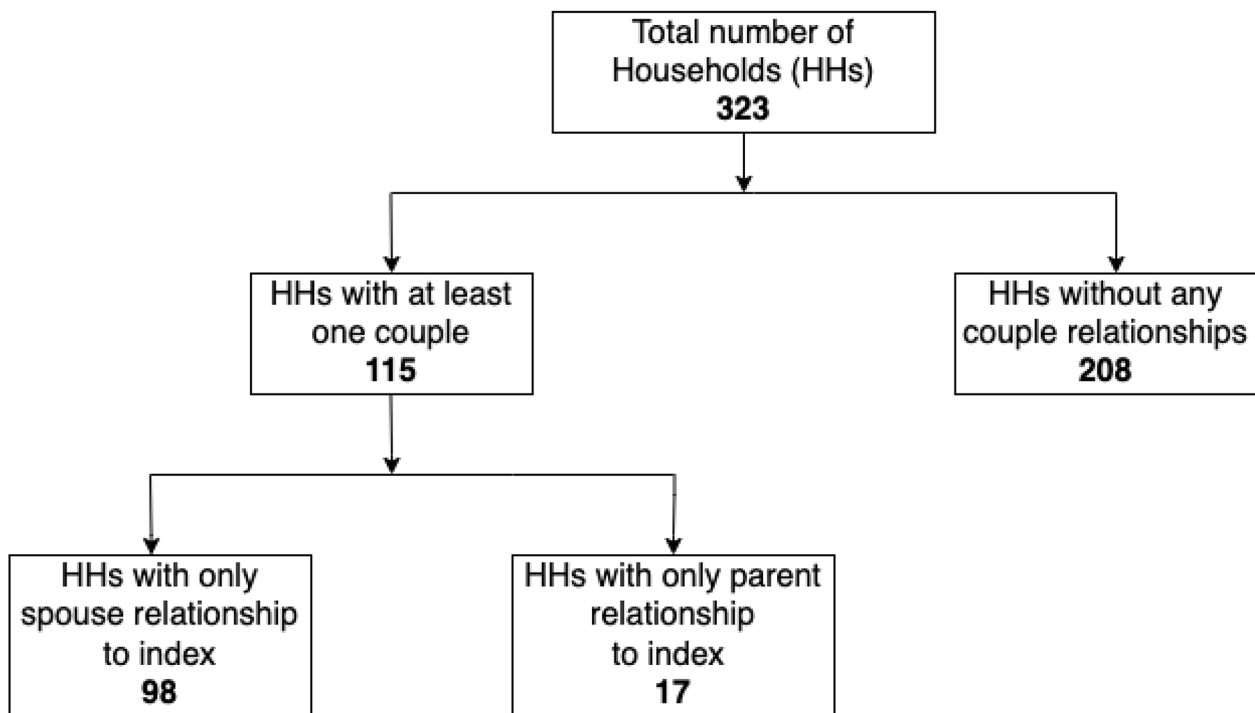 Total number of
Households (HHs)
323
HHs with at least
one couple
115
HHs without any
couple relationships
208
HHs with only
spouse relationship
to index
98
HHs with only parent
relationship
to index
17